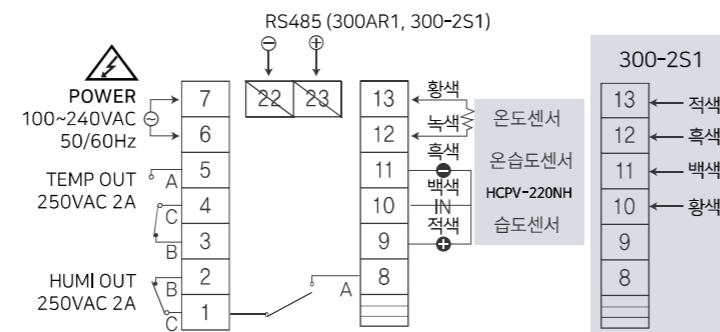 RS485 (300AR1, 300-2S1)
⊖ ⊕
22 23
POWER
100~240VAC
50/60Hz
TEMP OUT
250VAC 2A
HUMI OUT
250VAC 2A
7
6
5 A
4 C
3 B
2 B
1 C
13 황색
12 녹색
11 흑색
10 백색 IN
9 적색
8 A
온도센서
온습도센서
HCPV-220NH
습도센서
300-2S1
13 적색
12 흑색
11 백색
10 황색
9
8